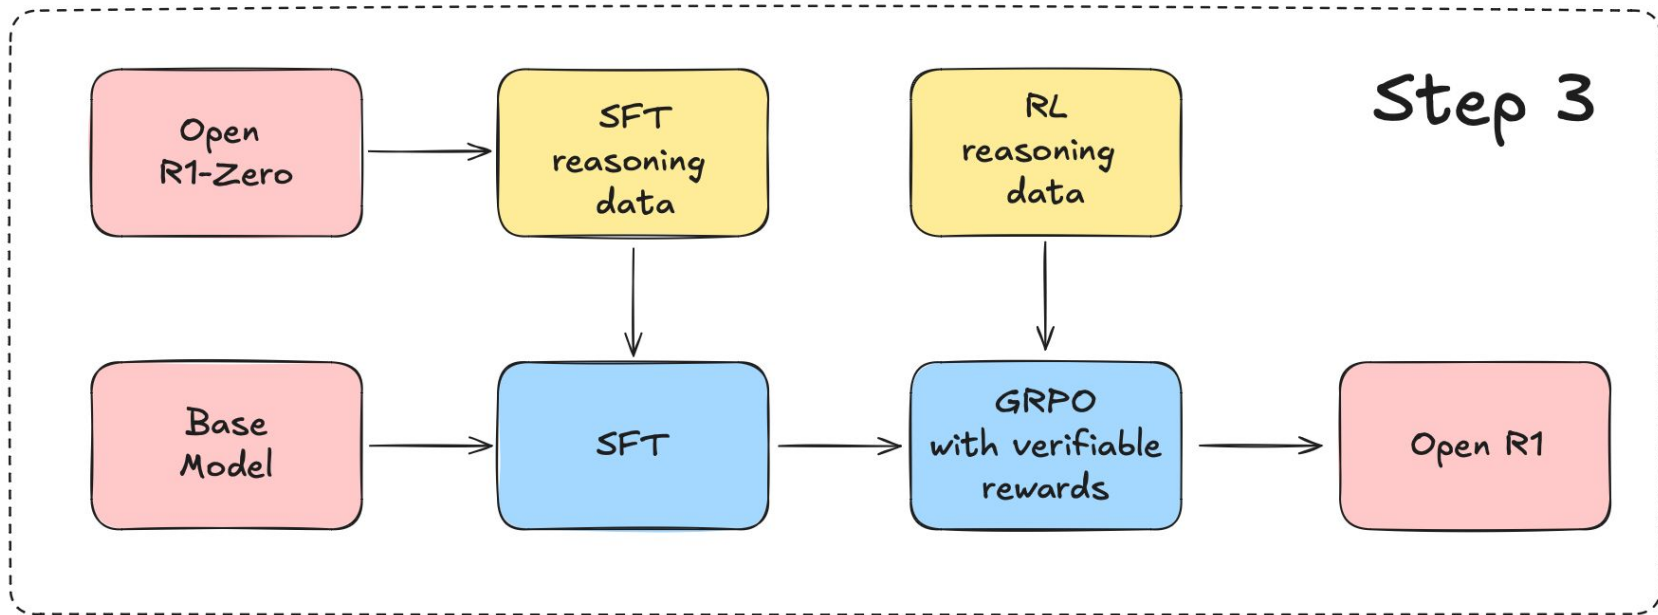 Step 3
Open
R1-Zero
SFT
reasoning
data
RL
reasoning
data
Base
Model
SFT
GRPO
with verifiable
rewards
Open R1